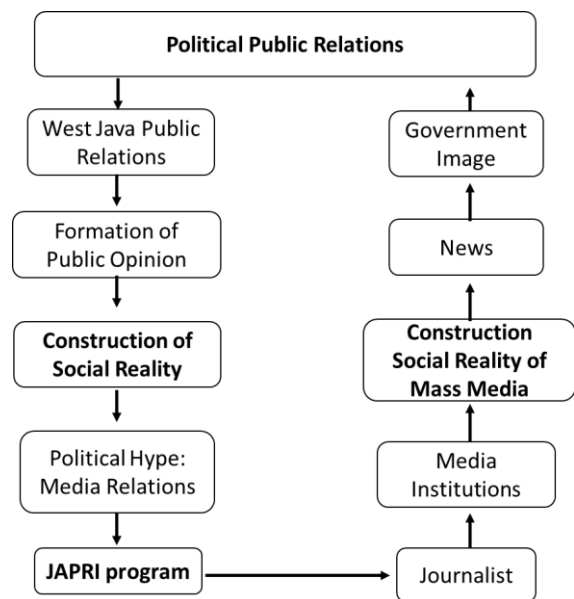 Political Public Relations
West Java Public
Relations
Formation of
Public Opinion
Construction of
Social Reality
Political Hype:
Media Relations
JAPRI program
Journalist
Media
Institutions
Construction
Social Reality of
Mass Media
News
Government
Image